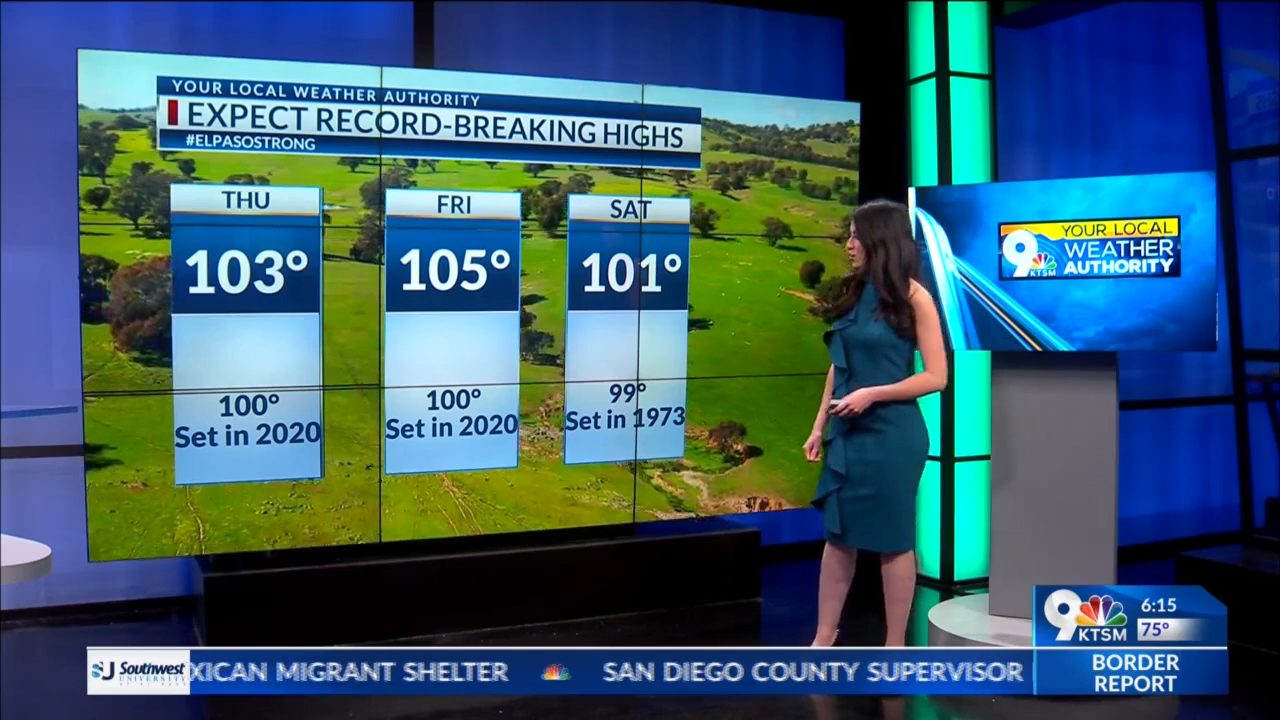 YOUR LOCAL WEATHER AUTHORITY
EXPECT RECORD-BREAKING HIGHS
#ELPASOSTRONG
THU
103°
100°
Set in 2020
FRI
105°
100°
Set in 2020
SAT
101°
99°
Set in 1973
9
KTSM
YOUR LOCAL
WEATHER
AUTHORITY
9
KTSM
6:15
75°
SU Southwest
UNIVERSITY
XICAN MIGRANT SHELTER
SAN DIEGO COUNTY SUPERVISOR
BORDER
REPORT